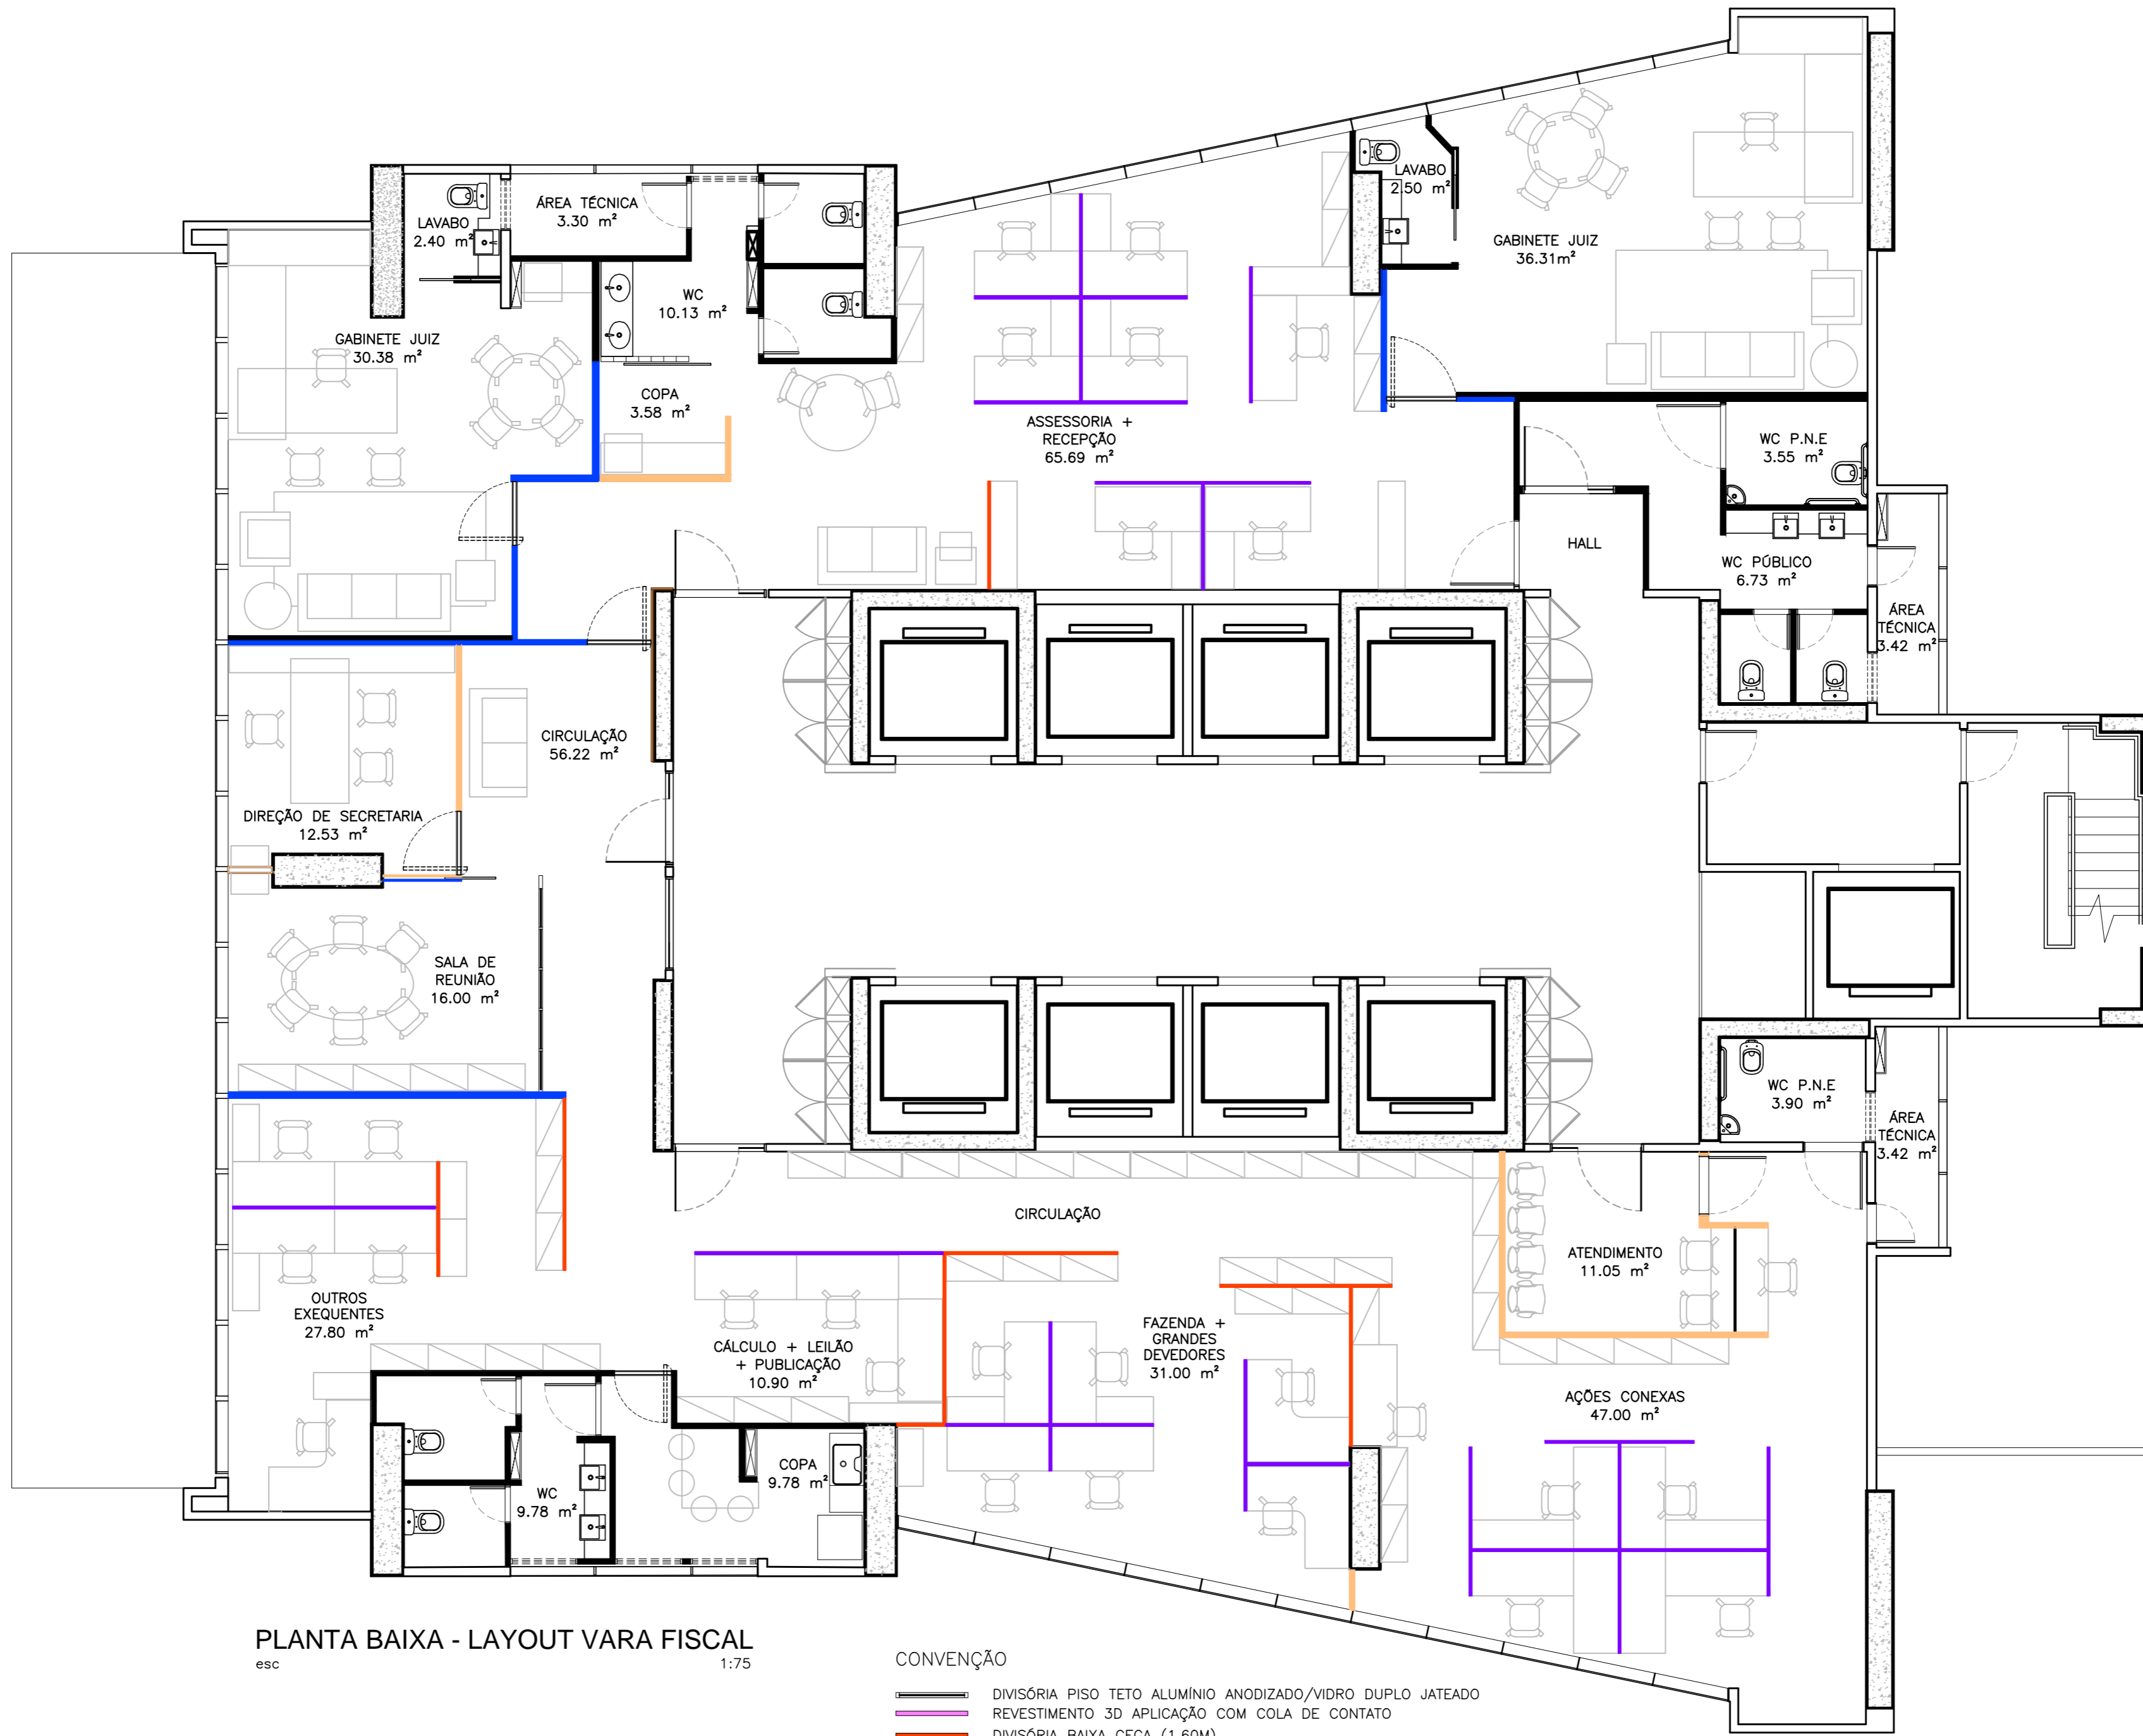 LAVABO
2.40 m²
ÁREA TÉCNICA
3.30 m²
LAVABO
2.50 m²
GABINETE JUIZ
36.31m²
WC
10.13 m²
GABINETE JUIZ
30.38 m²
COPA
3.58 m²
ASSESSORIA +
RECEPÇÃO
65.69 m²
WC P.N.E
3.55 m²
HALL
WC PÚBLICO
6.73 m²
ÁREA
TÉCNICA
3.42 m²
CIRCULAÇÃO
56.22 m²
DIREÇÃO DE SECRETARIA
12.53 m²
SALA DE
REUNIÃO
16.00 m²
WC P.N.E
3.90 m²
ÁREA
TÉCNICA
3.42 m²
CIRCULAÇÃO
ATENDIMENTO
11.05 m²
OUTROS
EXEQUENTES
27.80 m²
CÁLCULO + LEILÃO
+ PUBLICAÇÃO
10.90 m²
FAZENDA +
GRANDES
DEVEDORES
31.00 m²
AÇÕES CONEXAS
47.00 m²
COPA
9.78 m²
WC
9.78 m²
PLANTA BAIXA - LAYOUT VARA FISCAL
esc 1:75
CONVENÇÃO
DIVISÓRIA PISO TETO ALUMÍNIO ANODIZADO/VIDRO DUPLO JATEADO
REVESTIMENTO 3D APLICAÇÃO COM COLA DE CONTATO
DIVISÓRIA BAIXA CEGA (1.60M)